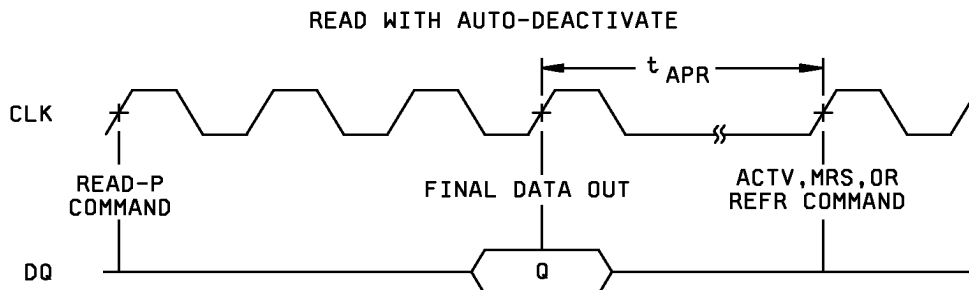 READ WITH AUTO-DEACTIVATE
t APR
CLK
READ-P
COMMAND
FINAL DATA OUT
ACTV,MRS,OR
REFR COMMAND
DQ
Q